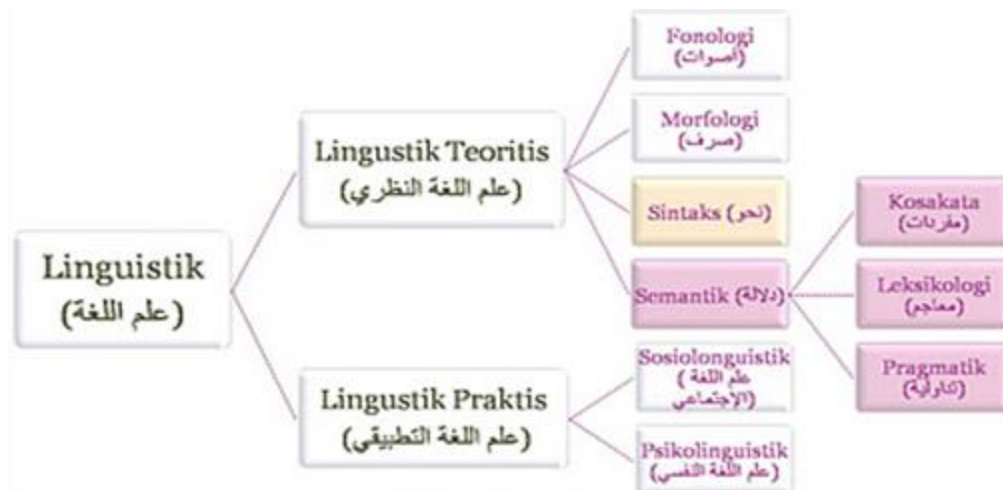 Linguistik
(علم اللغة)
Lingustik Teoritis
(علم اللغة النظري)
Fonologi
(أصوات)
Morfologi
(صرف)
Sintaks (نحو)
Semantik (دلالة)
Kosakata
(مفردات)
Leksikologi
(معاجم)
Pragmatik
(تداولية)
Lingustik Praktis
(علم اللغة التطبيقي)
Sosiolonguistik
علم اللغة )
(الإجتماعي
Psikolinguistik
(علم اللغة النفسي)